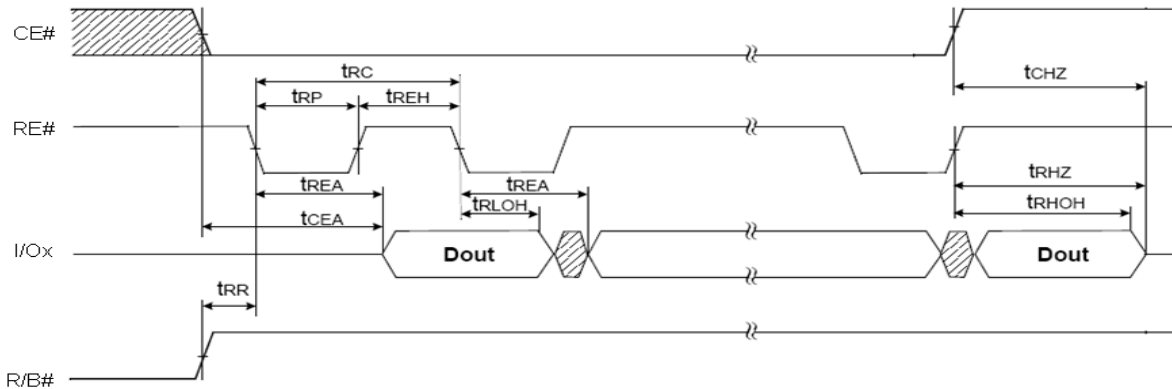 CE#
tRC
tCHZ
tRP
tREH
RE#
tREA
tREA
tRHZ
tCEA
tRLOH
tRHOH
I/Ox
Dout
Dout
tRR
R/B#